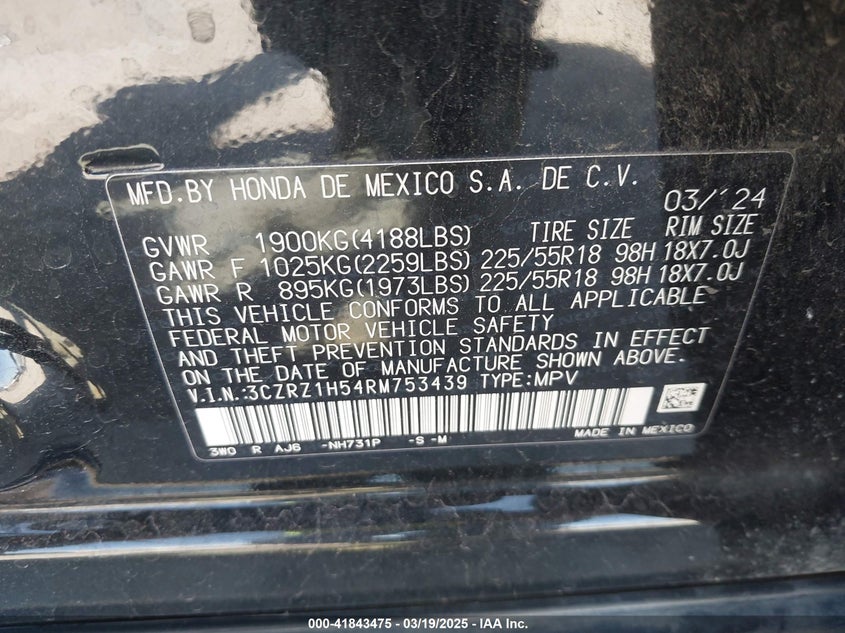 MFD.BY HONDA DE MEXICO S.A. DE C.V. 03/'24
GVWR 1900KG(4188LBS) TIRE SIZE RIM SIZE
GAWR F 1025KG(2259LBS) 225/55R18 98H 18X7.0J
GAWR R 895KG(1973LBS) 225/55R18 98H 18X7.0J
THIS VEHICLE CONFORMS TO ALL APPLICABLE
FEDERAL MOTOR VEHICLE SAFETY
AND THEFT PREVENTION STANDARDS IN EFFECT
ON THE DATE OF MANUFACTURE SHOWN ABOVE.
V.I.N.:3CZRZ1H54RM753439 TYPE:MPV
3W0 R AJ6 -NH731P -S -M MADE IN MEXICO
000-41843475 — 03/19/2025 — IAA Inc.